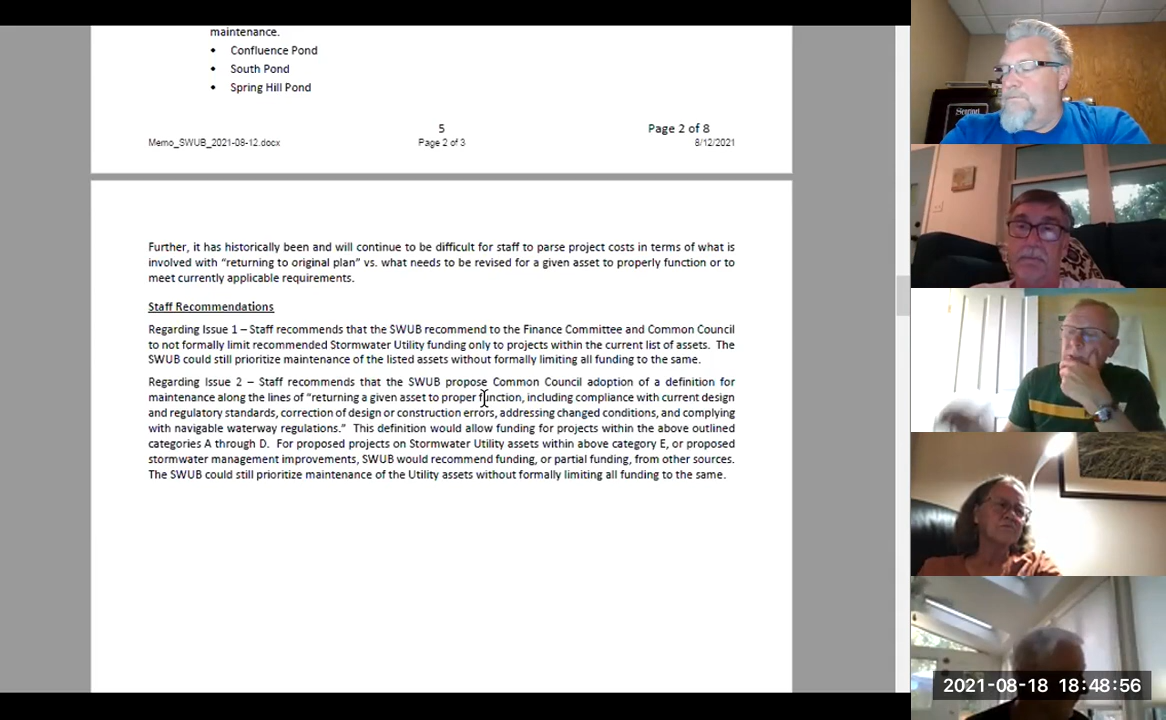 maintenance.
• Confluence Pond
• South Pond
• Spring Hill Pond
5
Page 2 of 8
Memo_SWUB_2021-08-12.docx
Page 2 of 3
8/12/2021
Further, it has historically been and will continue to be difficult for staff to parse project costs in terms of what is
involved with “returning to original plan” vs. what needs to be revised for a given asset to properly function or to
meet currently applicable requirements.
Staff Recommendations
Regarding Issue 1 – Staff recommends that the SWUB recommend to the Finance Committee and Common Council
to not formally limit recommended Stormwater Utility funding only to projects within the current list of assets. The
SWUB could still prioritize maintenance of the listed assets without formally limiting all funding to the same.
Regarding Issue 2 – Staff recommends that the SWUB propose Common Council adoption of a definition for
maintenance along the lines of “returning a given asset to proper function, including compliance with current design
and regulatory standards, correction of design or construction errors, addressing changed conditions, and complying
with navigable waterway regulations.” This definition would allow funding for projects within the above outlined
categories A through D. For proposed projects on Stormwater Utility assets within above category E, or proposed
stormwater management improvements, SWUB would recommend funding, or partial funding, from other sources.
The SWUB could still prioritize maintenance of the Utility assets without formally limiting all funding to the same.
2021-08-18 18:48:56